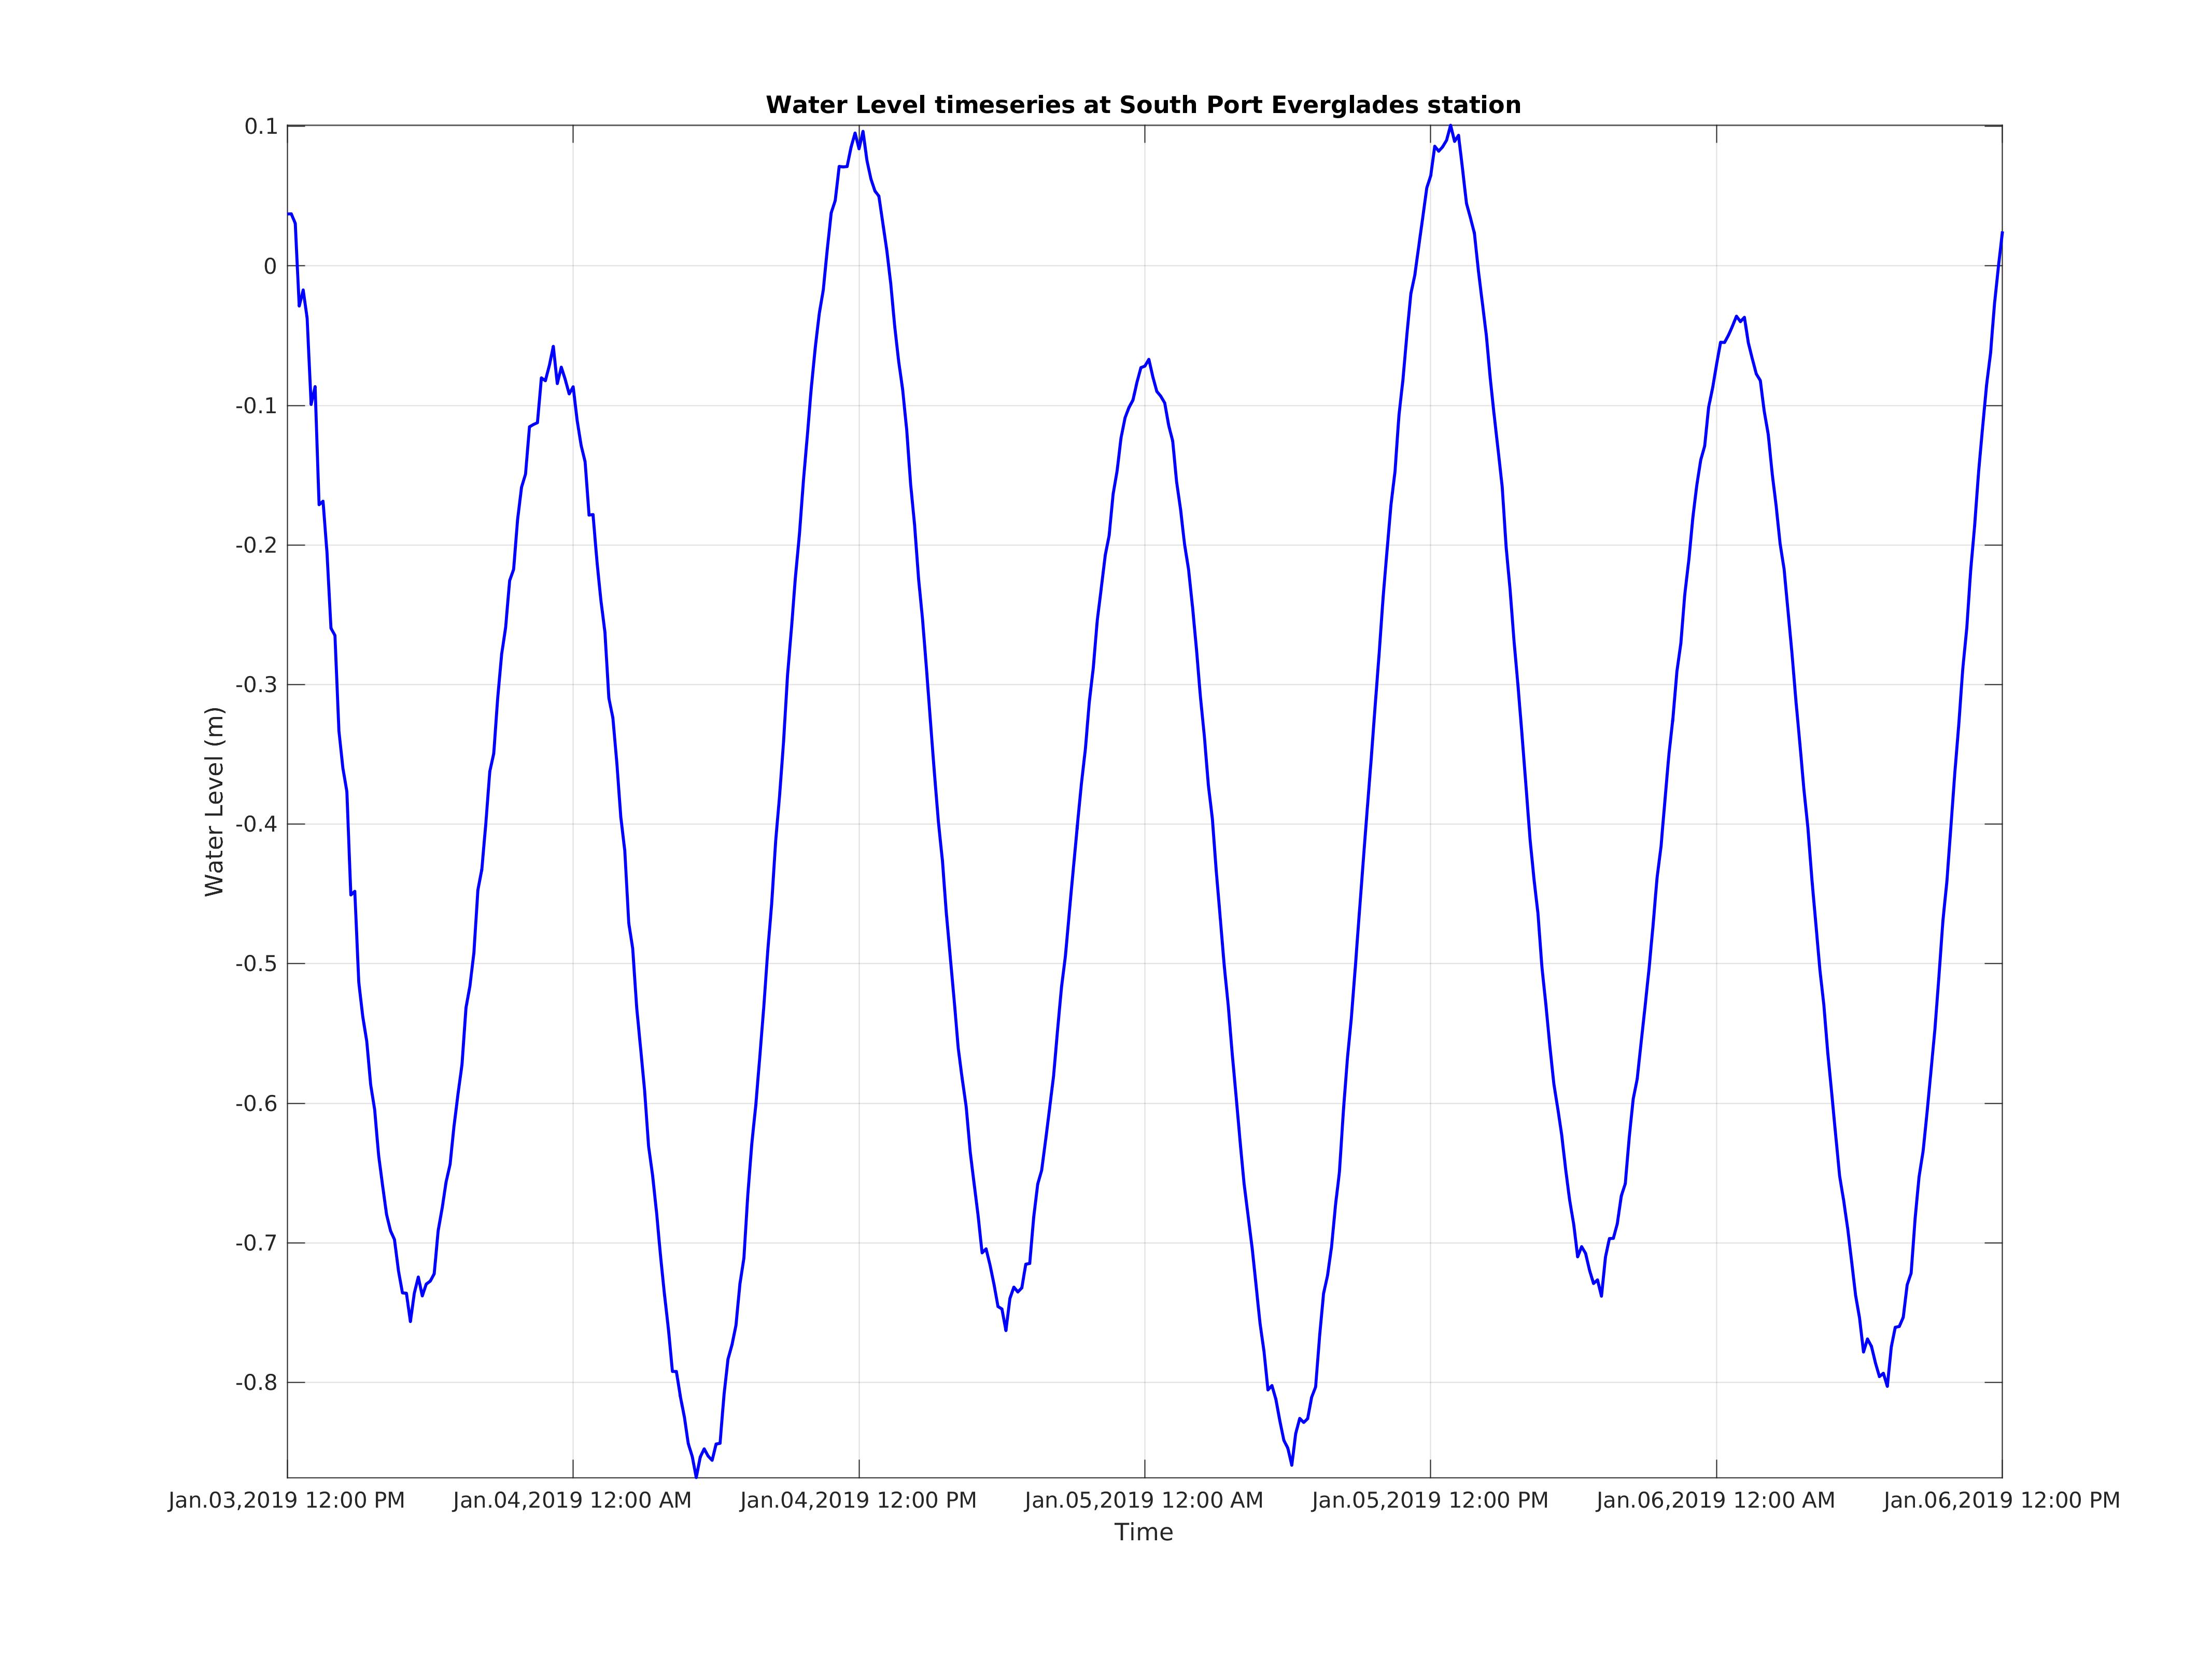 Water Level timeseries at South Port Everglades station
0.1
0
-0.1
-0.2
-0.3
-0.4
-0.5
-0.6
-0.7
-0.8
Water Level (m)
Jan.03,2019 12:00 PM
Jan.04,2019 12:00 AM
Jan.04,2019 12:00 PM
Jan.05,2019 12:00 AM
Jan.05,2019 12:00 PM
Jan.06,2019 12:00 AM
Jan.06,2019 12:00 PM
Time